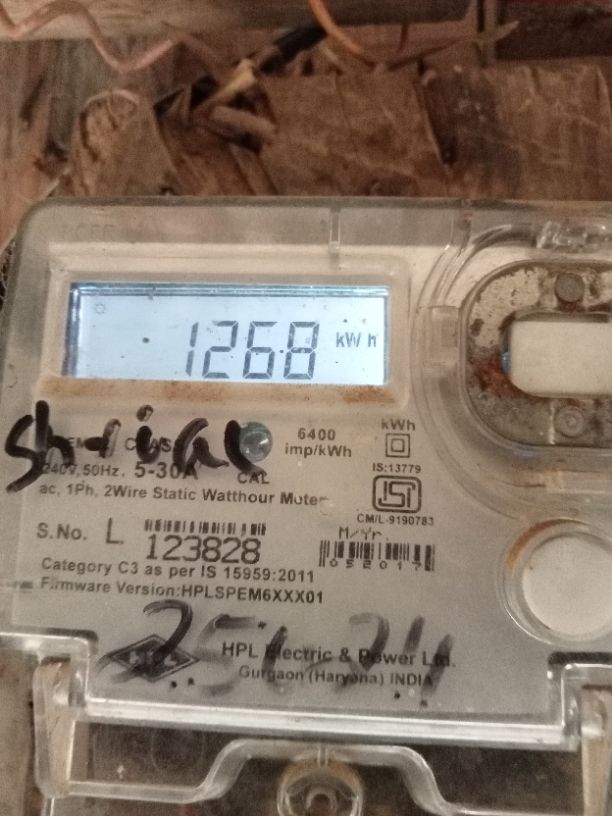 1268 kWh
6400
imp/kWh
kWh
240V, 50Hz. 5-30A
CAL
IS:13779
ac, 1Ph, 2Wire Static Watthour Meter
ISI
CM/L-9190783
S.No. L 123828
M/Yr
052017
Category C3 as per IS 15959:2011
Firmware Version:HPLSPEM6XXX01
HPL Electric & Power Ltd.
Gurgaon (Haryana) INDIA